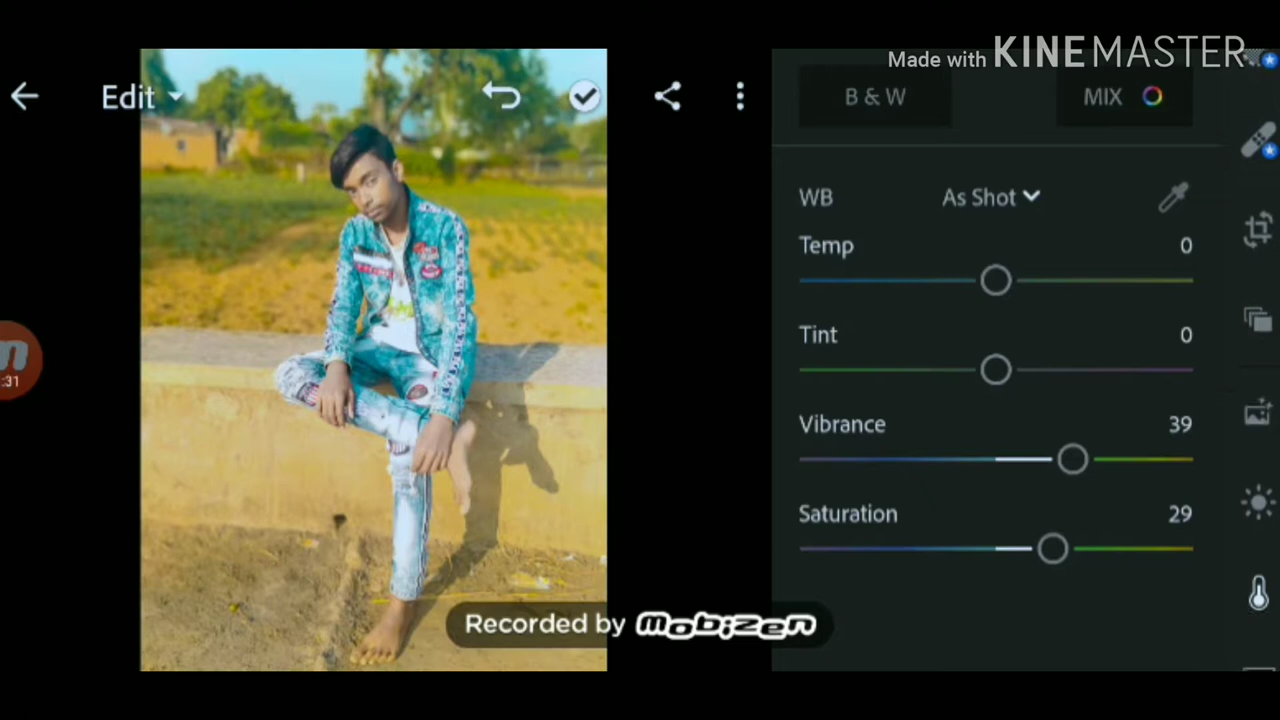 Made with KINEMASTER
Edit
B & W
MIX
WB
As Shot
Temp
0
Tint
0
:31
Vibrance
39
Saturation
29
Recorded by mobizen